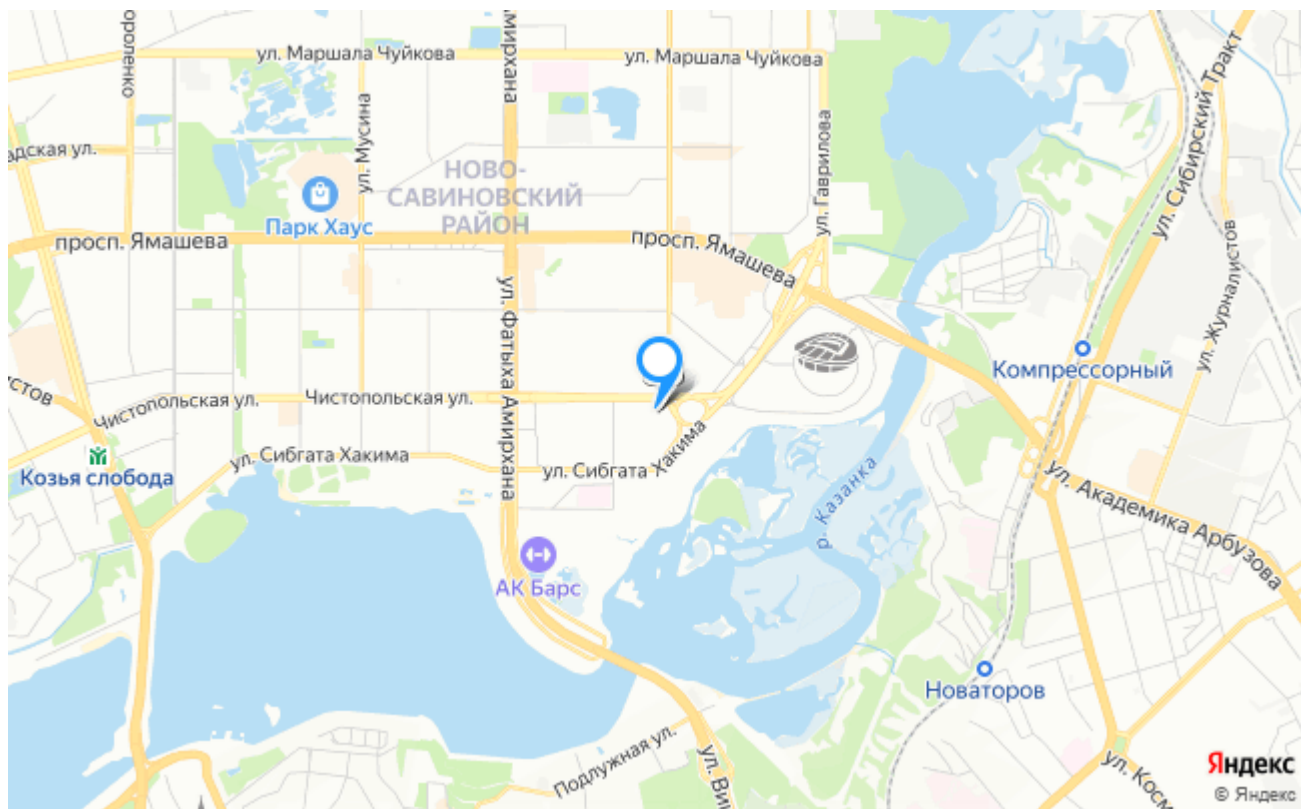 ороленко
ул. Маршала Чуйкова
Амирхана
ул. Маршала Чуйкова
ул. Сибирский Тракт
адская ул.
ул. Мусина
ул. Гаврилова
НОВО-
САВИНОВСКИЙ
РАЙОН
Парк Хаус
просп. Ямашева
просп. Ямашева
ул. Журналистов
ул. Фатыха Амирхана
Компрессорный
истов
Чистопольская ул.
Чистопольская ул.
Козья слобода
ул. Сибгата Хакима
ул. Сибгата Хакима
р. Казанка
ул. Академика Арбузова
АК Барс
Новаторов
Подлужная ул.
ул. Ви
ул. Косм
Яндекс
© Яндекс